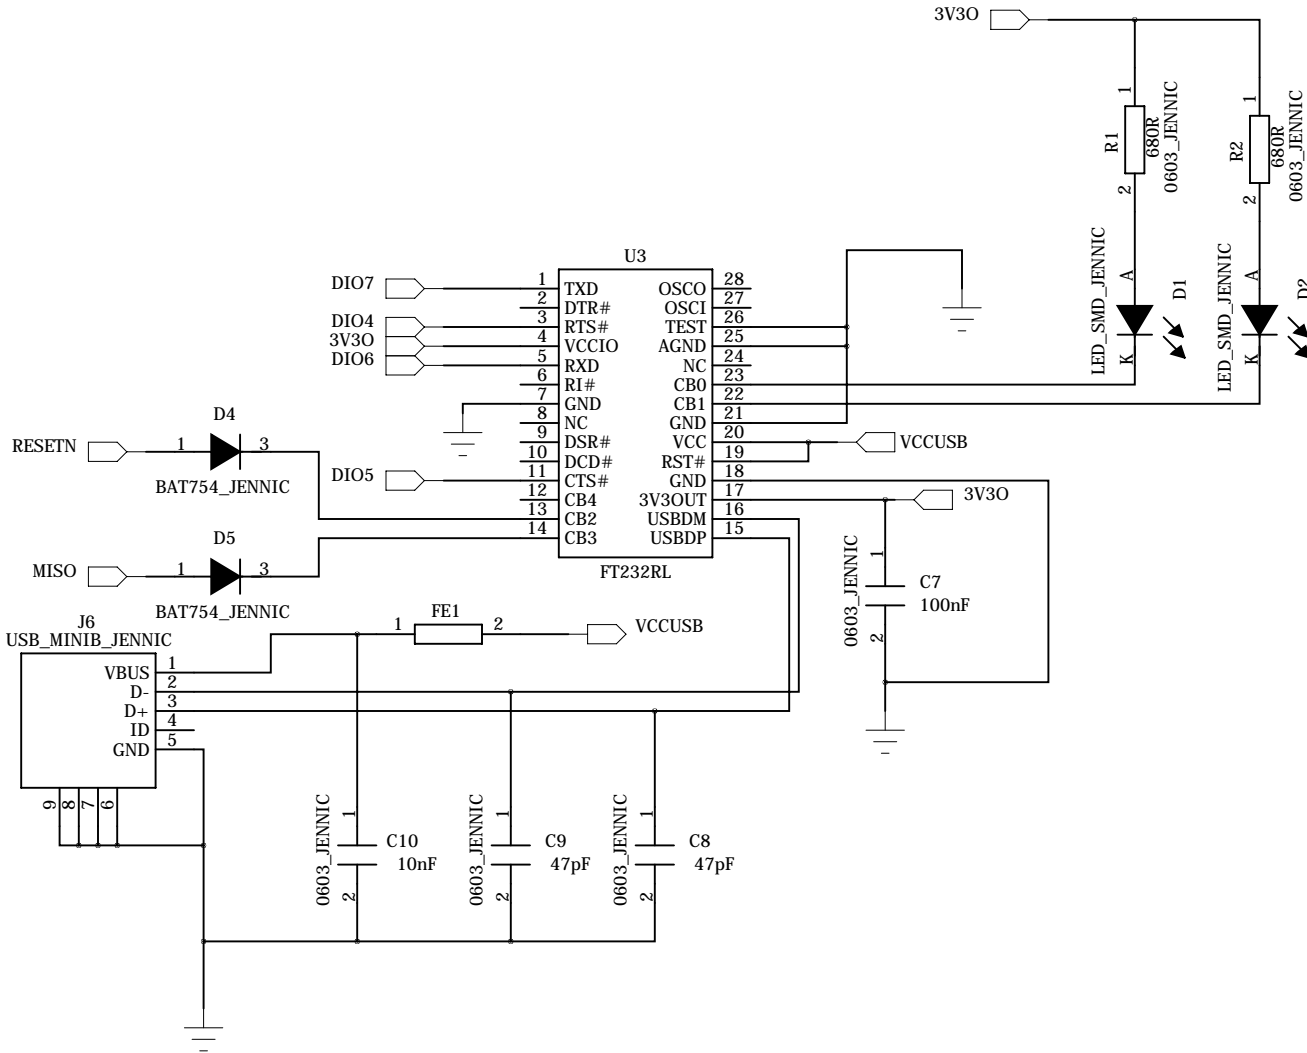 3V3O
1
R1
680R
0603_JENNIC
2
1
R2
680R
0603_JENNIC
2
LED_SMD_JENNIC
A
K
D1
LED_SMD_JENNIC
A
K
D2
U3
DIO7
1 TXD
2 DTR#
DIO4
3 RTS#
3V3O
4 VCCIO
DIO6
5 RXD
6 RI#
7 GND
8 NC
9 DSR#
10 DCD#
DIO5
11 CTS#
12 CB4
13 CB2
14 CB3
OSCO 28
OSCI 27
TEST 26
AGND 25
NC 24
CB0 23
CB1 22
GND 21
VCC 20
RST# 19
GND 18
3V3OUT 17
USBDM 16
USBDP 15
FT232RL
VCCUSB
3V3O
D4
RESETN
1 3
BAT754_JENNIC
D5
MISO
1 3
BAT754_JENNIC
0603_JENNIC
1
2
C7
100nF
J6
USB_MINIB_JENNIC
VBUS 1
D- 2
D+ 3
ID 4
GND 5
9 8 7 6
FE1
1 2
VCCUSB
0603_JENNIC
1
2
C10
10nF
0603_JENNIC
1
2
C9
47pF
0603_JENNIC
1
2
C8
47pF